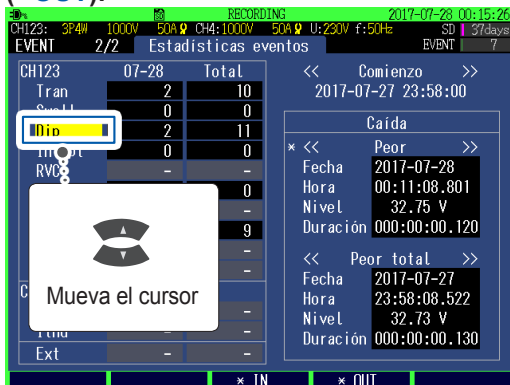 RECORDING 2017-07-28 00:15:26
CH123: 3P4W 1000V 50A CH4:1000V 50A U:230V f:50Hz SD 37days
EVENT 2/2 Estadísticas eventos EVENT 7
CH123 07-28 Total
Tran 2 10
0 0
Dip 2 11
0 0
RVC - -
0
-
9
-
-
-
-
Ext - -
Mueva el cursor
<< Comienzo >>
2017-07-27 23:58:00
Caída
* << Peor >>
Fecha 2017-07-28
Hora 00:11:08.801
Nivel 32.75 V
Duración 000:00:00.120
<< Peor total >>
Fecha 2017-07-27
Hora 23:58:08.522
Nivel 32.73 V
Duración 000:00:00.130
* IN * OUT